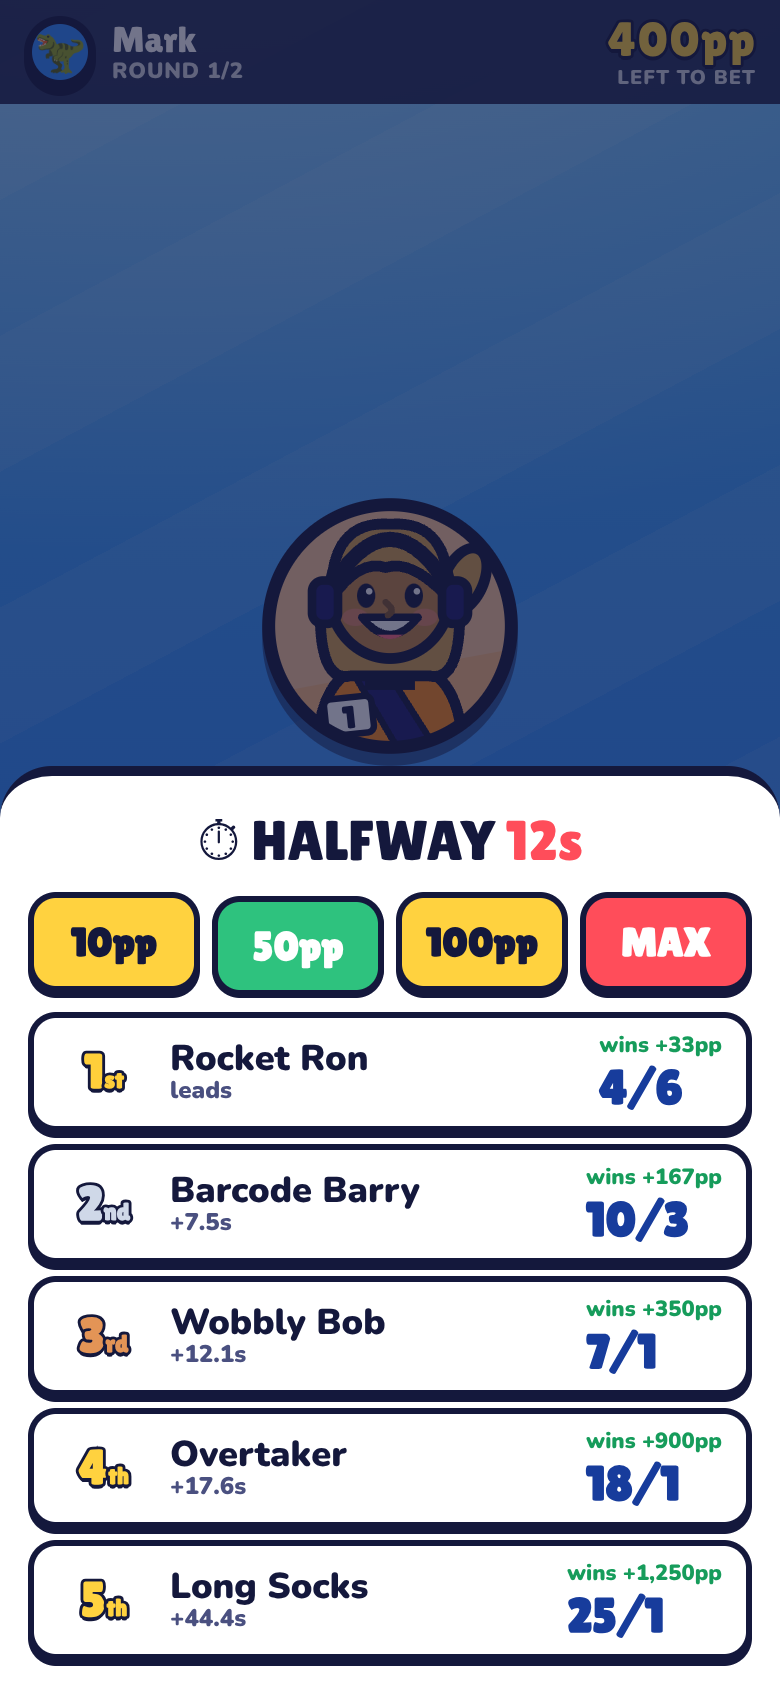 Mark
ROUND 1/2
400pp
LEFT TO BET
1
HALFWAY 12s
10pp
50pp
100pp
MAX
1st
Rocket Ron
leads
wins +33pp
4/6
2nd
Barcode Barry
+7.5s
wins +167pp
10/3
3rd
Wobbly Bob
+12.1s
wins +350pp
7/1
4th
Overtaker
+17.6s
wins +900pp
18/1
5th
Long Socks
+44.4s
wins +1,250pp
25/1